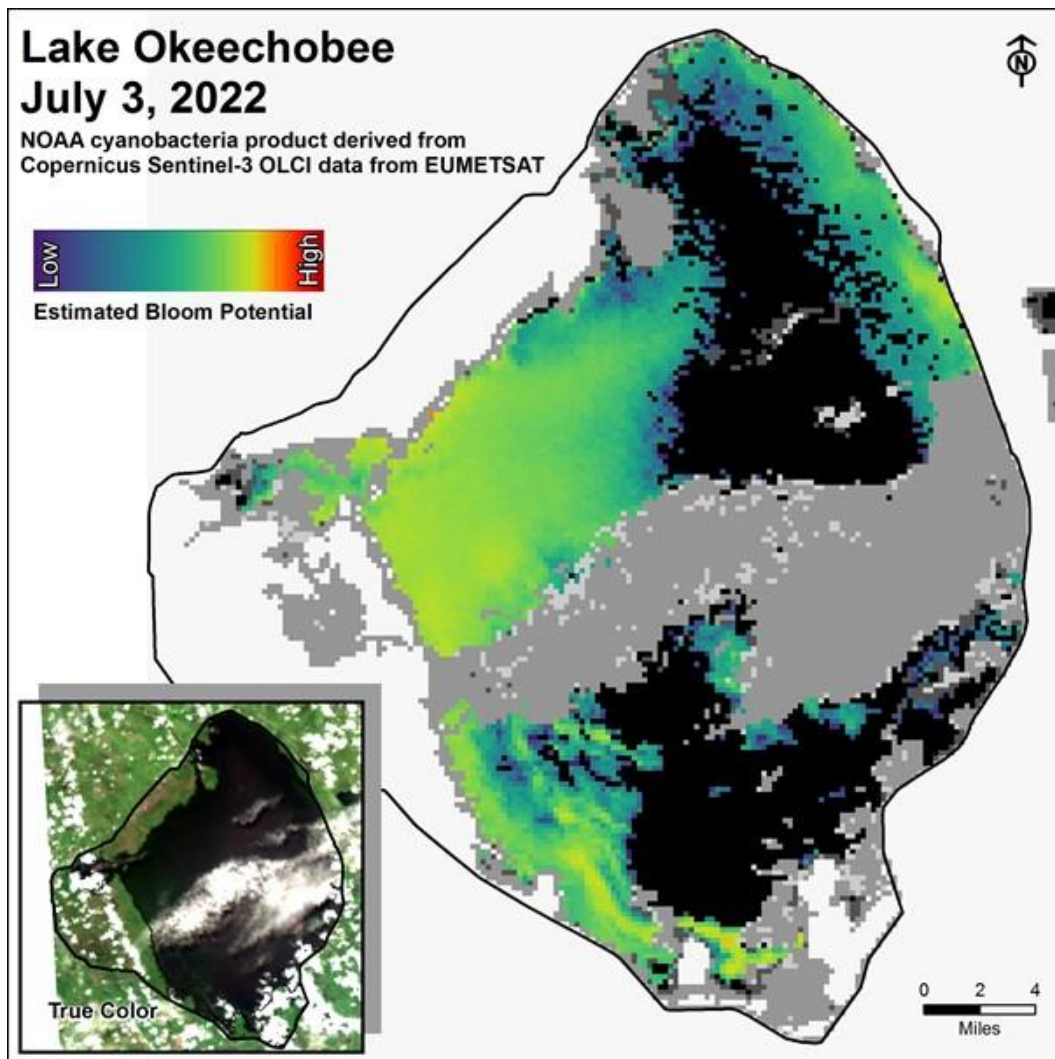 Lake Okeechobee
July 3, 2022
NOAA cyanobacteria product derived from
Copernicus Sentinel-3 OLCI data from EUMETSAT
N
Low
High
Estimated Bloom Potential
True Color
0 2 4
Miles